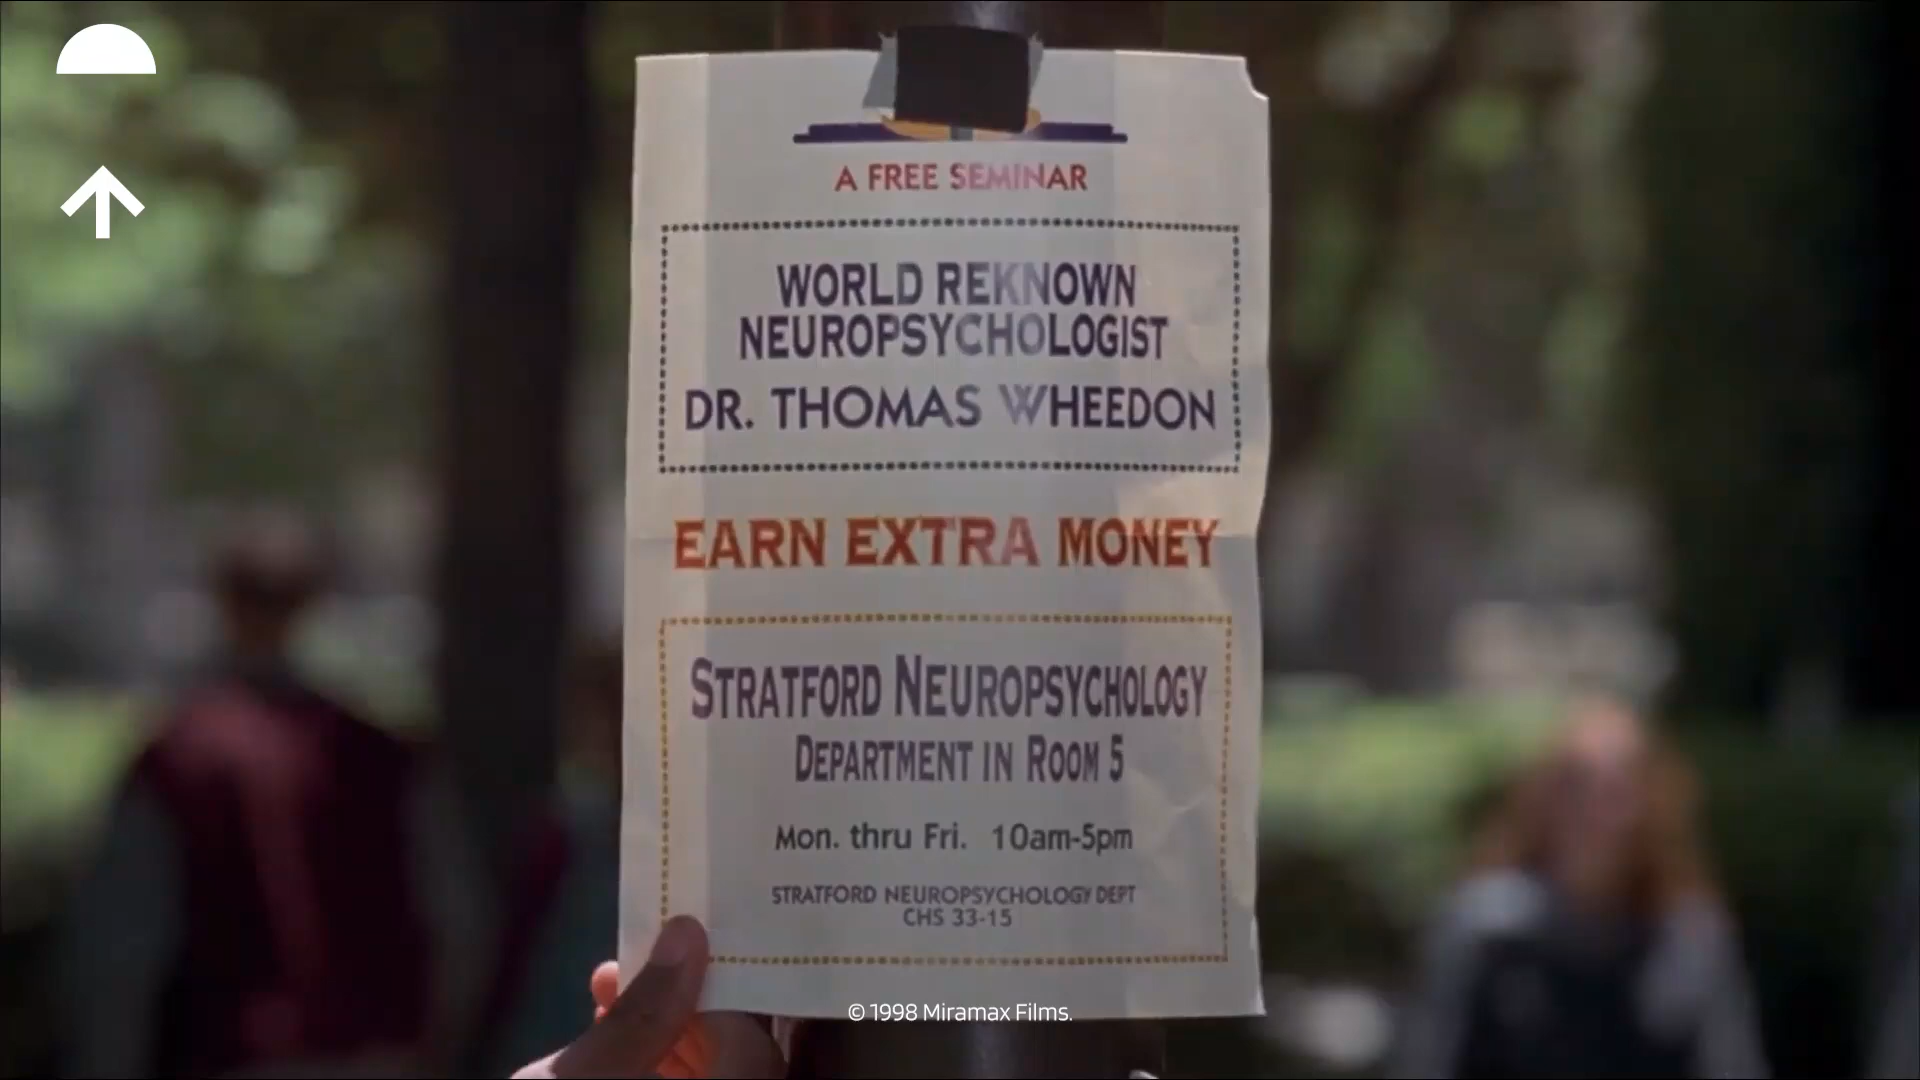 A FREE SEMINAR
WORLD REKNOWN
NEUROPSYCHOLOGIST
DR. THOMAS WHEEDON
EARN EXTRA MONEY
STRATFORD NEUROPSYCHOLOGY
DEPARTMENT IN ROOM 5
Mon. thru Fri. 10am-5pm
STRATFORD NEUROPSYCHOLOGY DEPT
CHS 33-15
© 1998 Miramax Films.